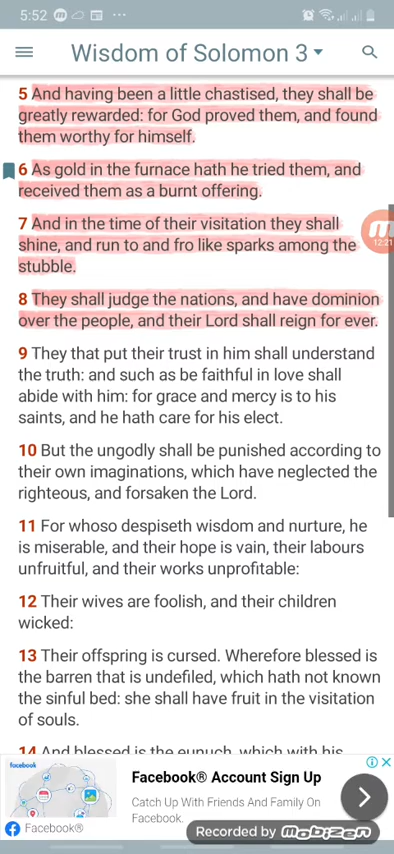 5:52
Wisdom of Solomon 3
5 And having been a little chastised, they shall be
greatly rewarded: for God proved them, and found
them worthy for himself.
6 As gold in the furnace hath he tried them, and
received them as a burnt offering.
7 And in the time of their visitation they shall
shine, and run to and fro like sparks among the
stubble.
12:21
8 They shall judge the nations, and have dominion
over the people, and their Lord shall reign for ever.
9 They that put their trust in him shall understand
the truth: and such as be faithful in love shall
abide with him: for grace and mercy is to his
saints, and he hath care for his elect.
10 But the ungodly shall be punished according to
their own imaginations, which have neglected the
righteous, and forsaken the Lord.
11 For whoso despiseth wisdom and nurture, he
is miserable, and their hope is vain, their labours
unfruitful, and their works unprofitable:
12 Their wives are foolish, and their children
wicked:
13 Their offspring is cursed. Wherefore blessed is
the barren that is undefiled, which hath not known
the sinful bed: she shall have fruit in the visitation
of souls.
14 And blessed is the eunuch, which with his
facebook
Facebook® Account Sign Up
Catch Up With Friends And Family On
Facebook.
Facebook®
Recorded by mobizen